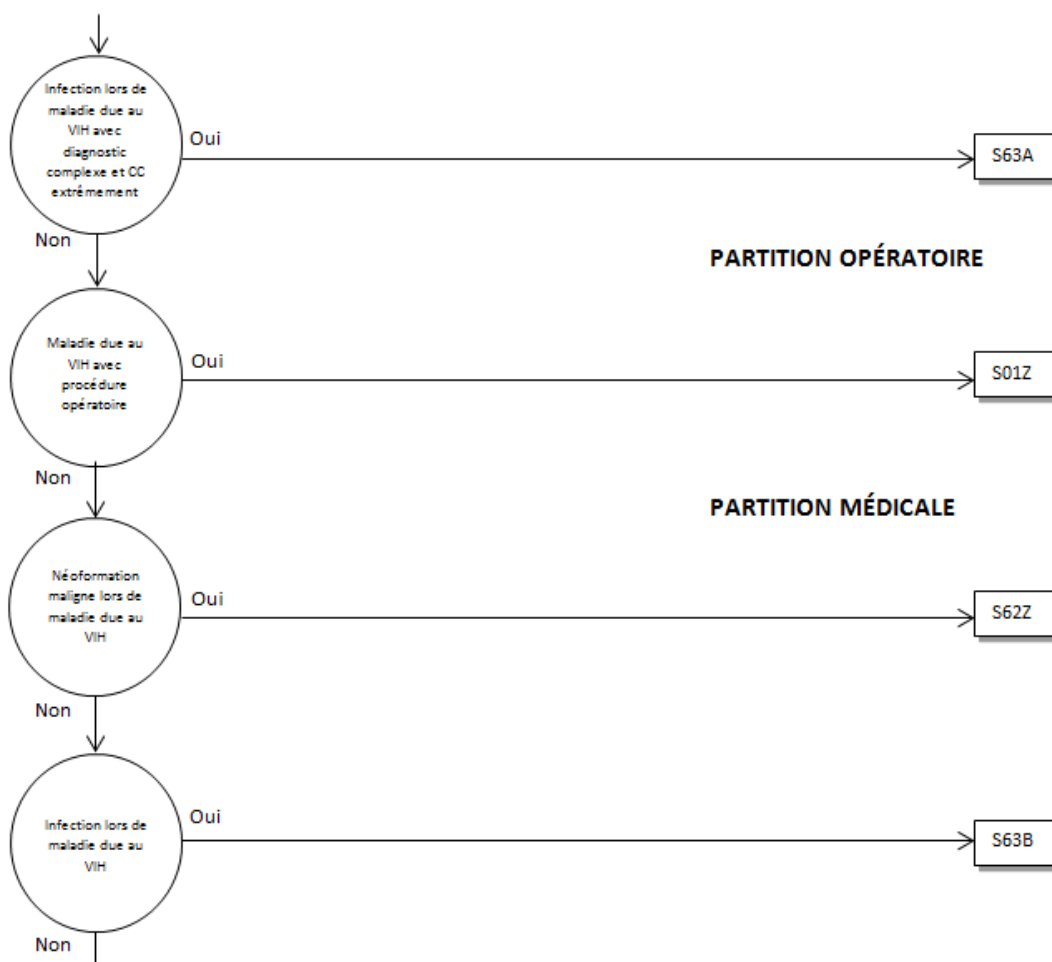 Infection lors de
maladie due au
VIH avec
diagnostic
complexe et CC
extrêmement
Oui
S63A
Non
PARTITION OPÉRATOIRE
Maladie due au
VIH avec
procédure
opératoire
Oui
S01Z
Non
PARTITION MÉDICALE
Néoformation
maligne lors de
maladie due au
VIH
Oui
S62Z
Non
Infection lors de
maladie due au
VIH
Oui
S63B
Non